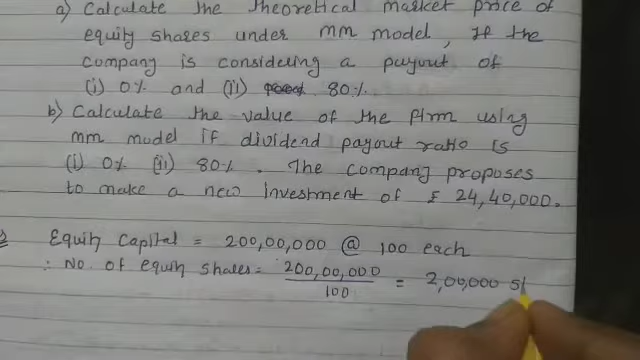 a) Calculate the theoretical market price of
equity shares under MM model, If the
company is considering a payout of
(i) 0% and (ii) 80%.
b) Calculate the value of the firm using
MM model if dividend payout ratio is
(i) 0% (ii) 80%. The company proposes
to make a new investment of ₹ 24,40,000.
Equity Capital = 200,00,000 @ 100 each
∴ No. of equity shares = 200,00,000 / 100 = 2,00,000 s